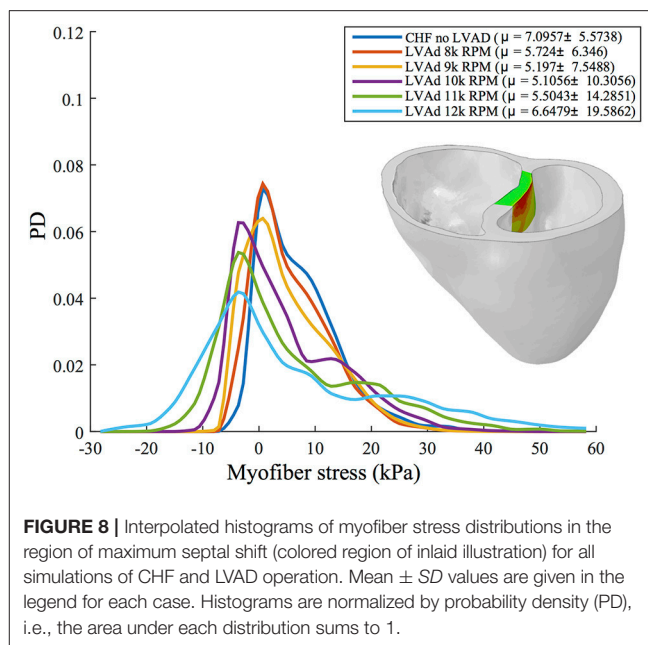 0.12
0.1
0.08
0.06
0.04
0.02
0
PD
CHF no LVAD (μ = 7.0957± 5.5738)
LVAd 8k RPM (μ = 5.724± 6.346)
LVAd 9k RPM (μ = 5.197± 7.5488)
LVAd 10k RPM (μ = 5.1056± 10.3056)
LVAd 11k RPM (μ = 5.5043± 14.2851)
LVAd 12k RPM (μ = 6.6479± 19.5862)
-30 -20 -10 0 10 20 30 40 50 60
Myofiber stress (kPa)
FIGURE 8 | Interpolated histograms of myofiber stress distributions in the
region of maximum septal shift (colored region of inlaid illustration) for all
simulations of CHF and LVAD operation. Mean ± SD values are given in the
legend for each case. Histograms are normalized by probability density (PD),
i.e., the area under each distribution sums to 1.